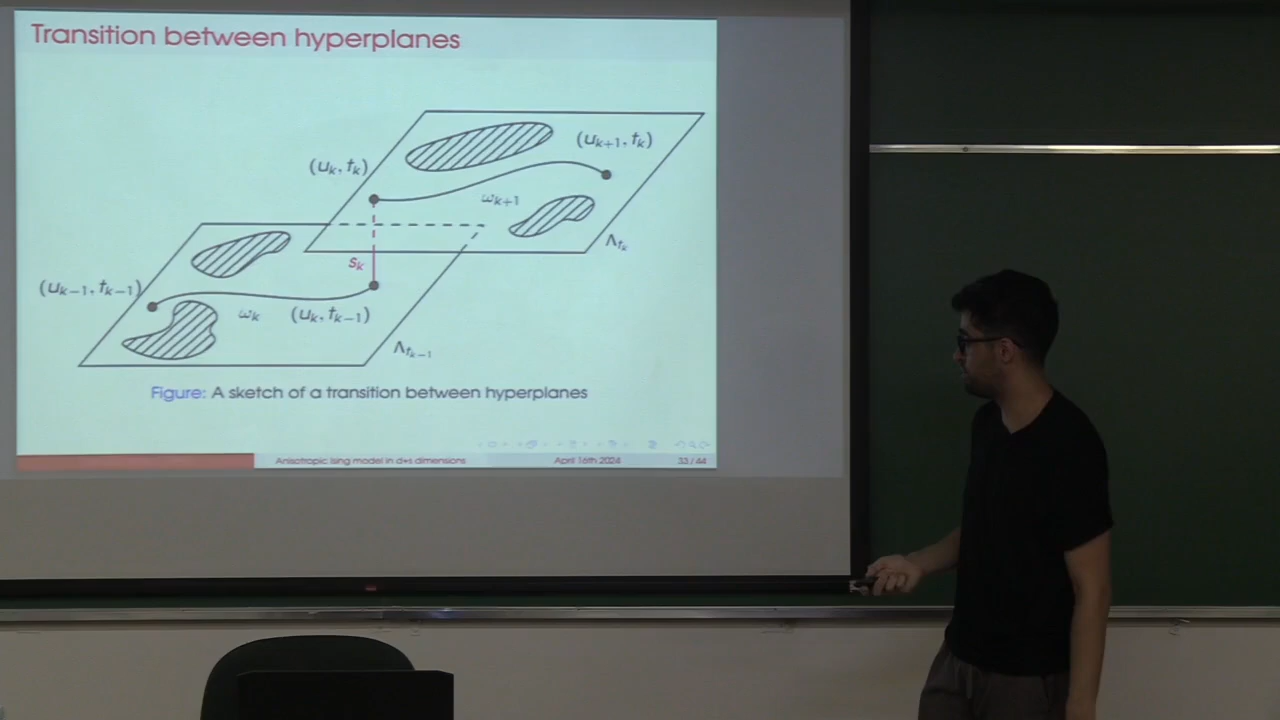 Transition between hyperplanes
(u_{k+1}, t_k)
(u_k, t_k)
ω_{k+1}
Λ_{t_k}
s_k
(u_{k-1}, t_{k-1})
ω_k
(u_k, t_{k-1})
Λ_{t_{k-1}}
Figure: A sketch of a transition between hyperplanes
Anisotropic Ising model in d+s dimensions
April 16th 2024
33 / 44